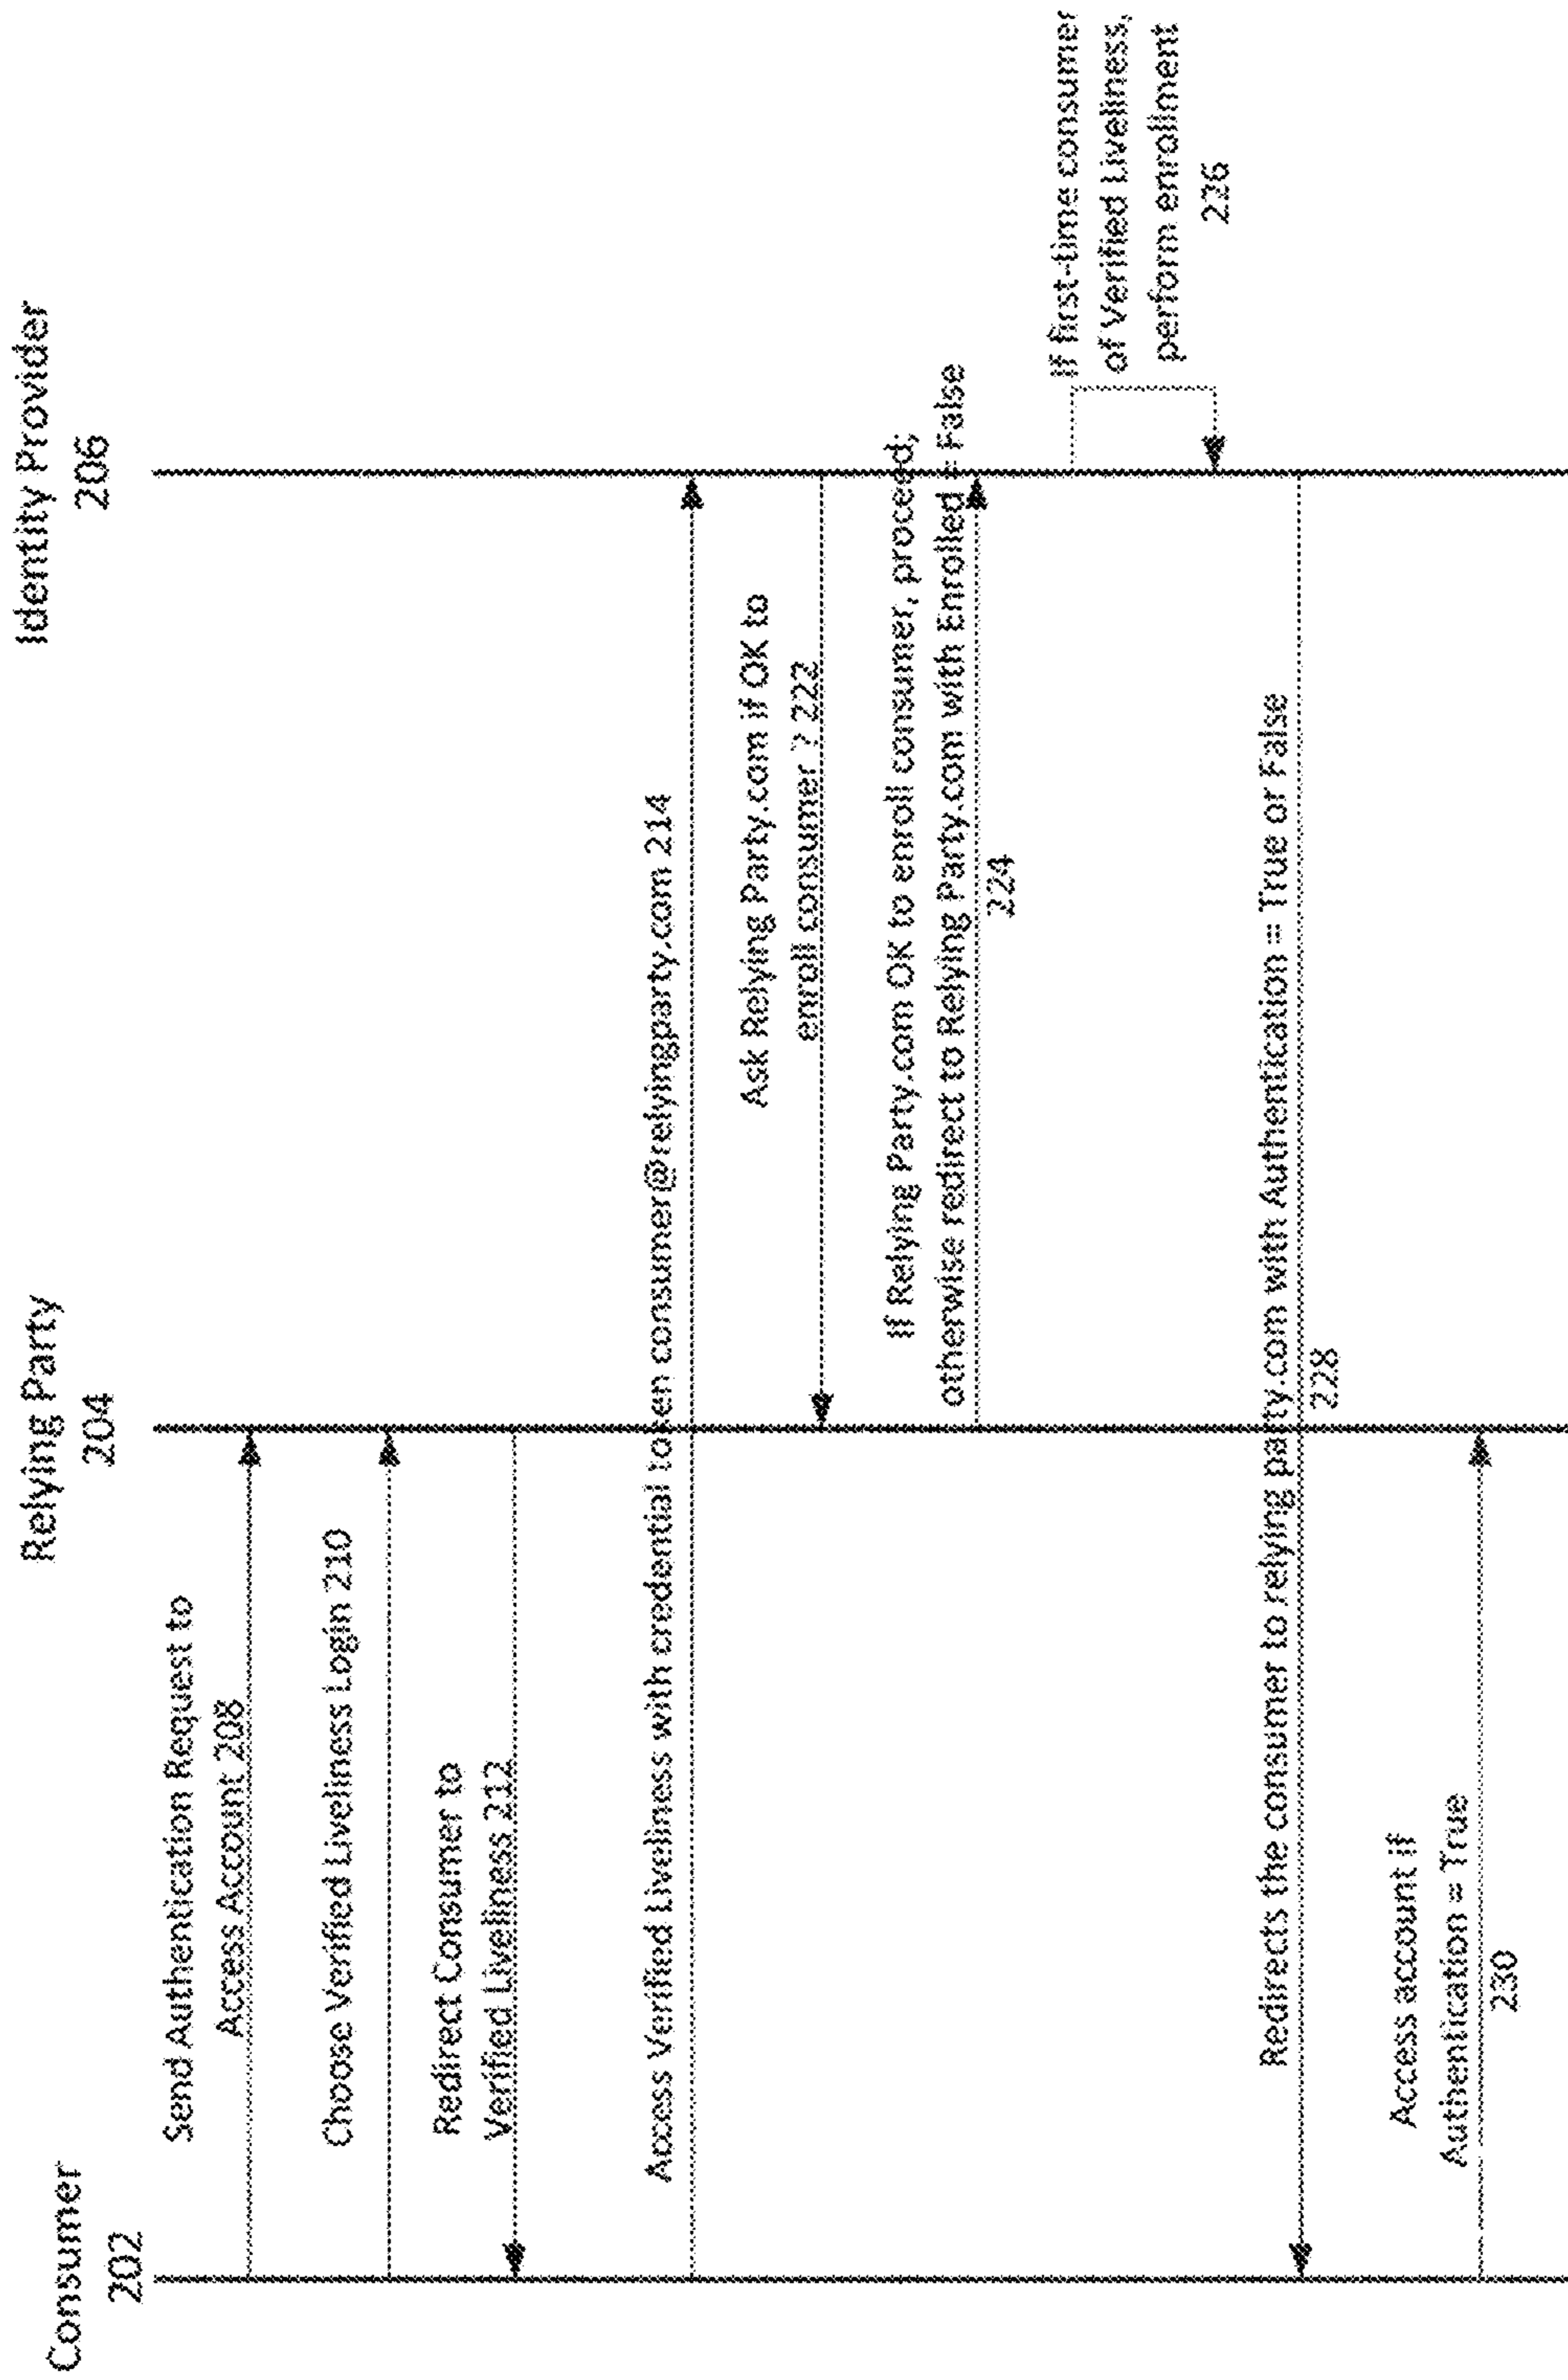 Consumer
202
Relying Party
204
Identity Provider
206
Send Authentication Request to
Access Account 208
Choose Verified Liveliness Login 210
Redirect Consumer to
Verified Liveliness 212
Access Verified Liveliness with credential token consumer@relyingparty.com 214
Ask Relying Party.com if OK to
enroll consumer ? 222
If Relying Party.com OK to enroll consumer, proceed;
otherwise redirect to Relying Party.com with Enrolled = False
224
If first-time consumer
of Verified Liveliness,
perform enrollment
226
Redirects the consumer to relying party.com with Authentication = True or False
228
Access account if
Authentication = True
230